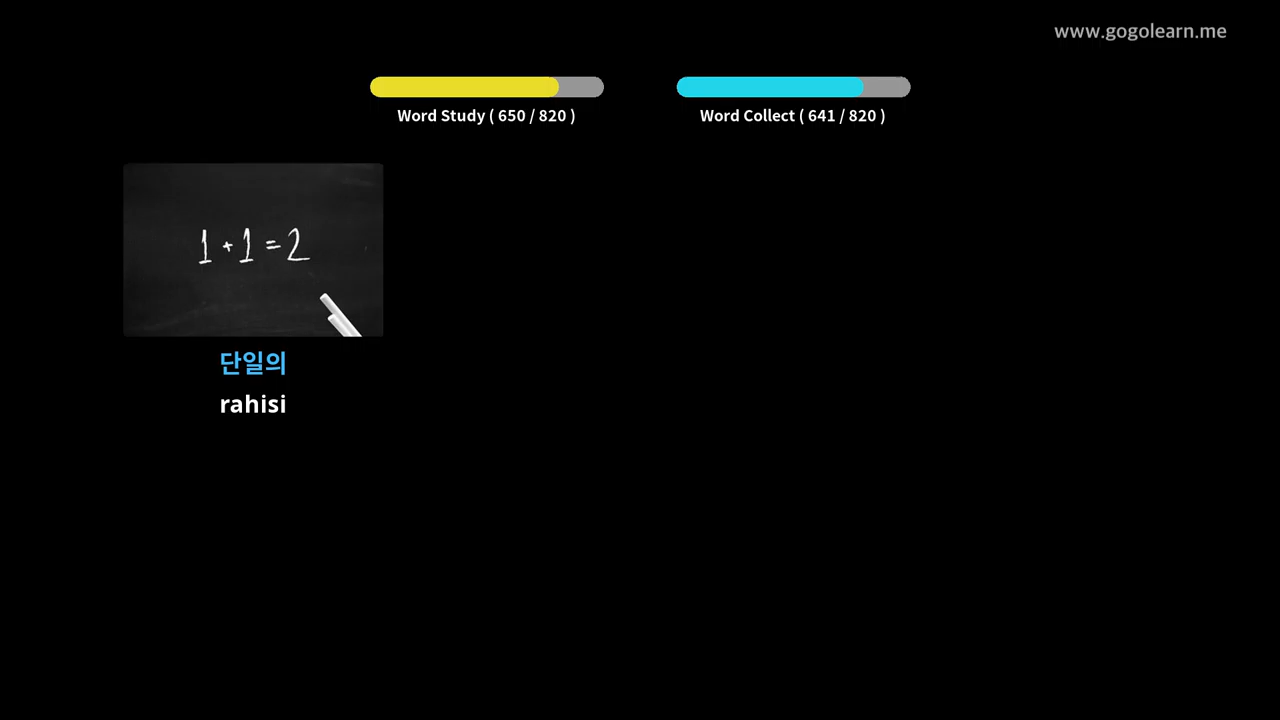 www.gogolearn.me
Word Study ( 650 / 820 )
Word Collect ( 641 / 820 )
1 + 1 = 2
단일의
rahisi